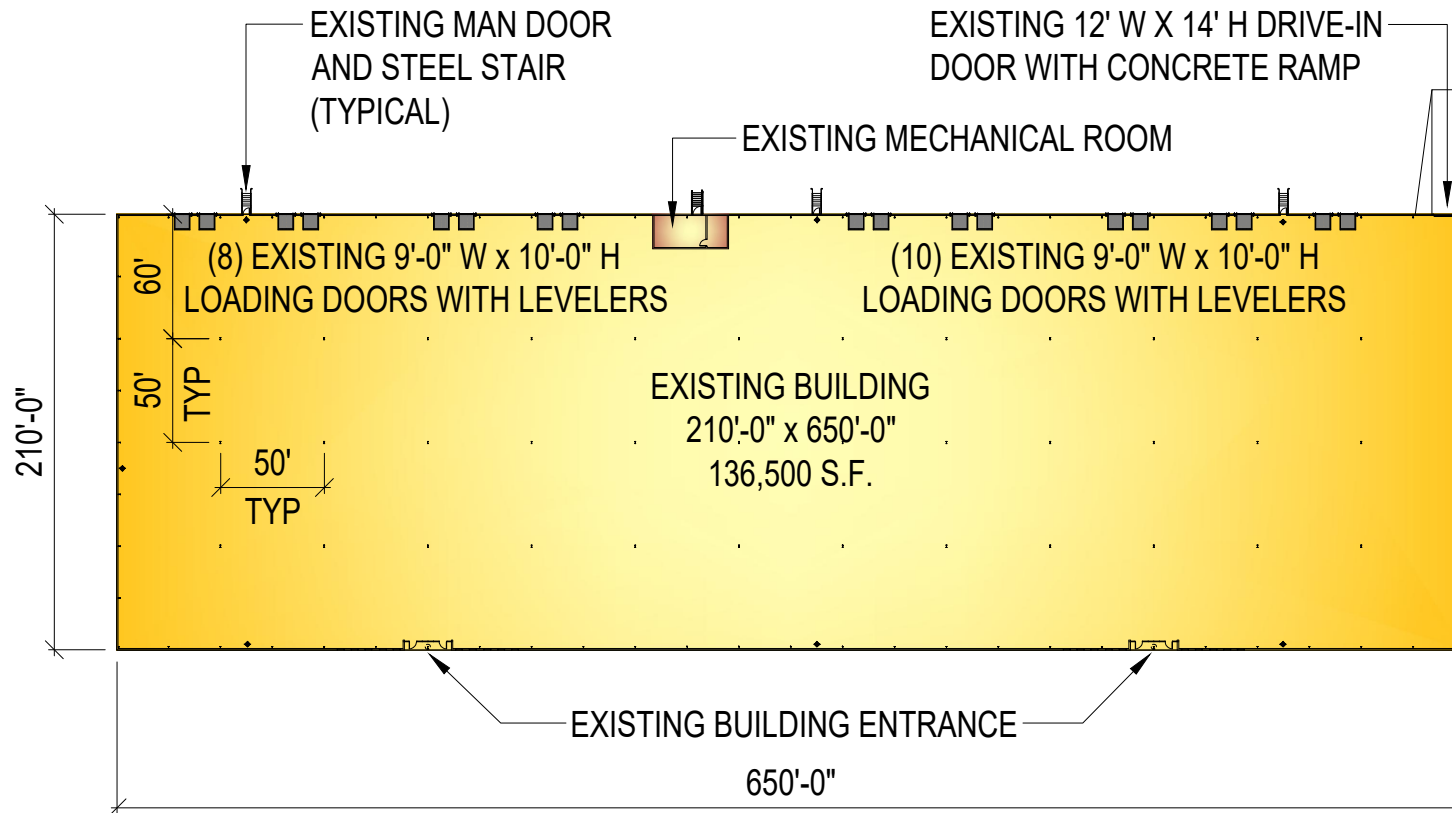 EXISTING MAN DOOR
AND STEEL STAIR
(TYPICAL)
EXISTING 12' W X 14' H DRIVE-IN
DOOR WITH CONCRETE RAMP
EXISTING MECHANICAL ROOM
(8) EXISTING 9'-0" W x 10'-0" H
LOADING DOORS WITH LEVELERS
(10) EXISTING 9'-0" W x 10'-0" H
LOADING DOORS WITH LEVELERS
60'
50'
TYP
210'-0"
50'
TYP
EXISTING BUILDING
210'-0" x 650'-0"
136,500 S.F.
EXISTING BUILDING ENTRANCE
650'-0"